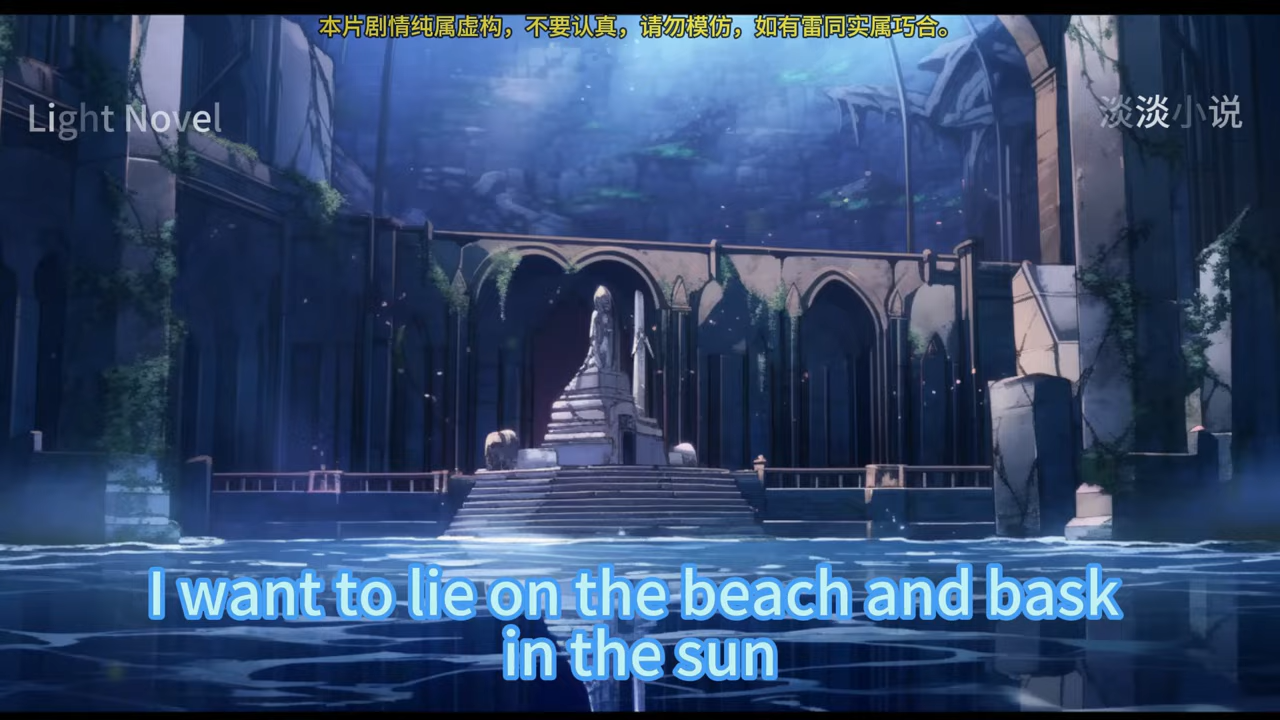 本片剧情纯属虚构，不要认真，请勿模仿，如有雷同实属巧合。
Light Novel
淡淡小说
I want to lie on the beach and bask
in the sun